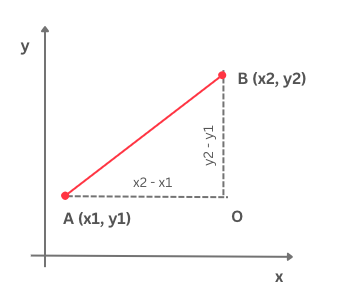 y
B (x2, y2)
y2 - y1
x2 - x1
A (x1, y1)
O
x